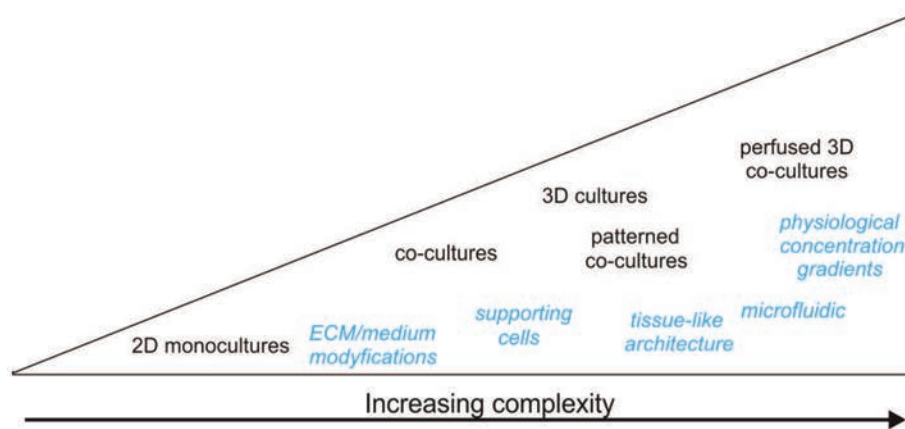 perfused 3D
co-cultures
3D cultures
physiological
concentration
gradients
patterned
co-cultures
co-cultures
microfluidic
supporting
cells
tissue-like
architecture
ECM/medium
modyfications
2D monocultures
Increasing complexity